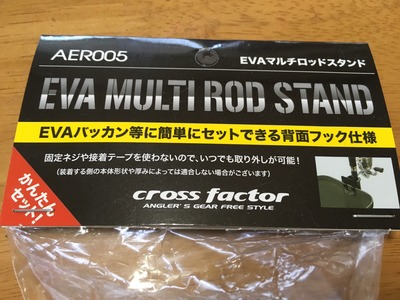 AER005
EVAマルチロッドスタンド
EVA MULTI ROD STAND
EVAバッカン等に簡単にセットできる背面フック仕様
固定ネジや接着テープを使わないので、いつでも取り外しが可能！
（装着する側の本体形状や厚みによっては適合しない場合がございます）
かんたん
セット！
cross factor
ANGLER'S GEAR FREE STYLE